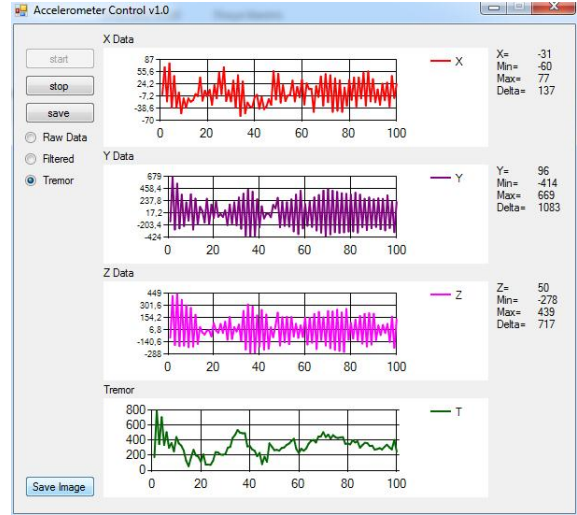 Accelerometer Control v1.0
start
stop
save
Raw Data
Filtered
Tremor
Save Image
X Data
87
55,6
24,2
-7,2
-38,6
-70
0 20 40 60 80 100
X
X= -31
Min= -60
Max= 77
Delta= 137
Y Data
679
458,4
237,8
17,2
-203,4
-424
0 20 40 60 80 100
Y
Y= 96
Min= -414
Max= 669
Delta= 1083
Z Data
449
301,6
154,2
6,8
-140,6
-288
0 20 40 60 80 100
Z
Z= 50
Min= -278
Max= 439
Delta= 717
Tremor
800
600
400
200
0
0 20 40 60 80 100
T